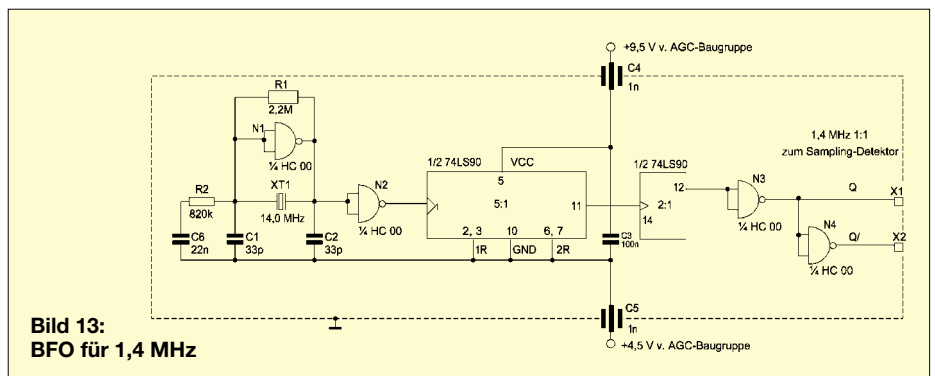 +9,5 V v. AGC-Baugruppe
C4
1n
R1
2,2M
N1
¼ HC 00
1,4 MHz 1:1
zum Sampling-Detektor
1/2 74LS90
VCC
5
1/2 74LS90
R2
820k
XT1
14,0 MHz
N2
¼ HC 00
5:1
11
12
2:1
14
N3
¼ HC 00
Q
X1
C6
22n
C1
33p
C2
33p
2, 3
10
6, 7
1R
GND
2R
C3
100n
N4
¼ HC 00
Q/
X2
C5
1n
+4,5 V v. AGC-Baugruppe
Bild 13:
BFO für 1,4 MHz